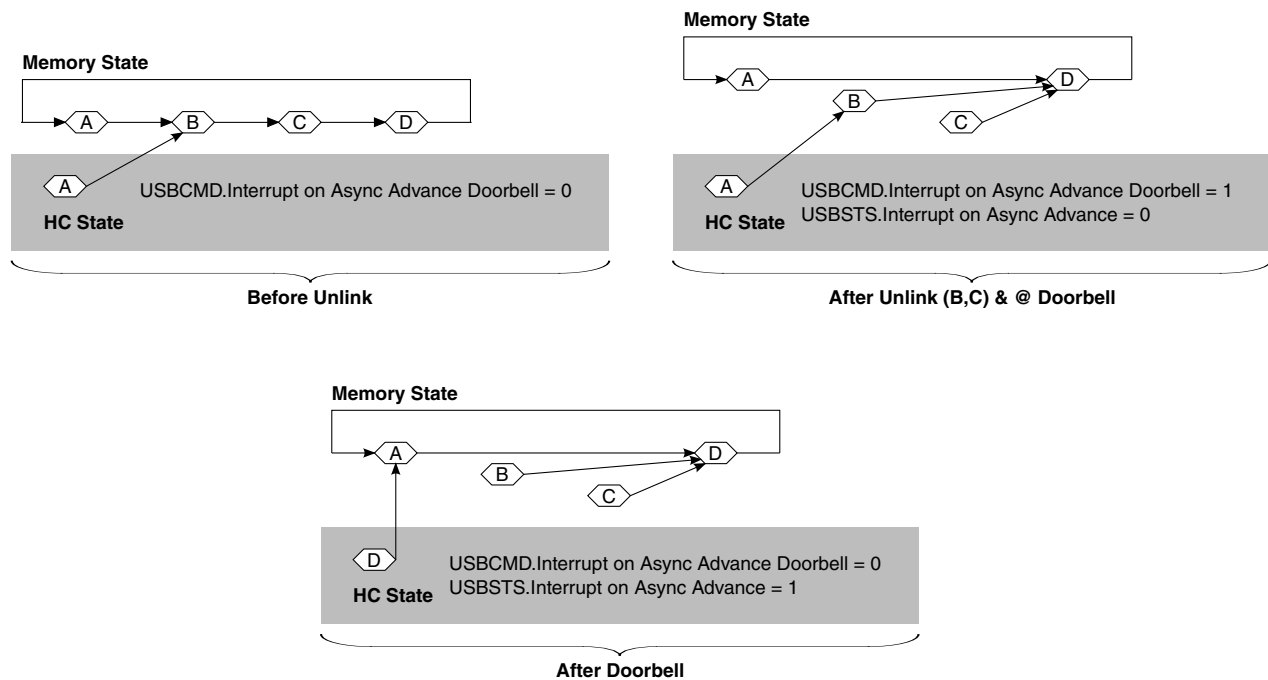 Memory State
A
B
C
D
A
USBCMD.Interrupt on Async Advance Doorbell = 0
HC State
Before Unlink
Memory State
A
D
B
C
A
USBCMD.Interrupt on Async Advance Doorbell = 1
USBSTS.Interrupt on Async Advance = 0
HC State
After Unlink (B,C) & @ Doorbell
Memory State
A
D
B
C
D
USBCMD.Interrupt on Async Advance Doorbell = 0
USBSTS.Interrupt on Async Advance = 1
HC State
After Doorbell